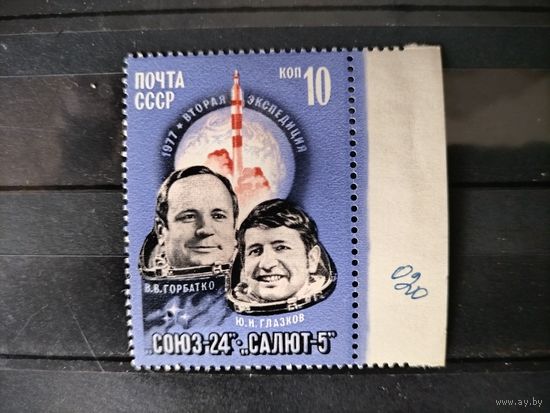 ПОЧТА
СССР
КОП 10
1977 ★ ВТОРАЯ ЭКСПЕДИЦИЯ
В.В.ГОРБАТКО
Ю.Н.ГЛАЗКОВ
„СОЮЗ-24"·„САЛЮТ-5"
020
www.ay.by